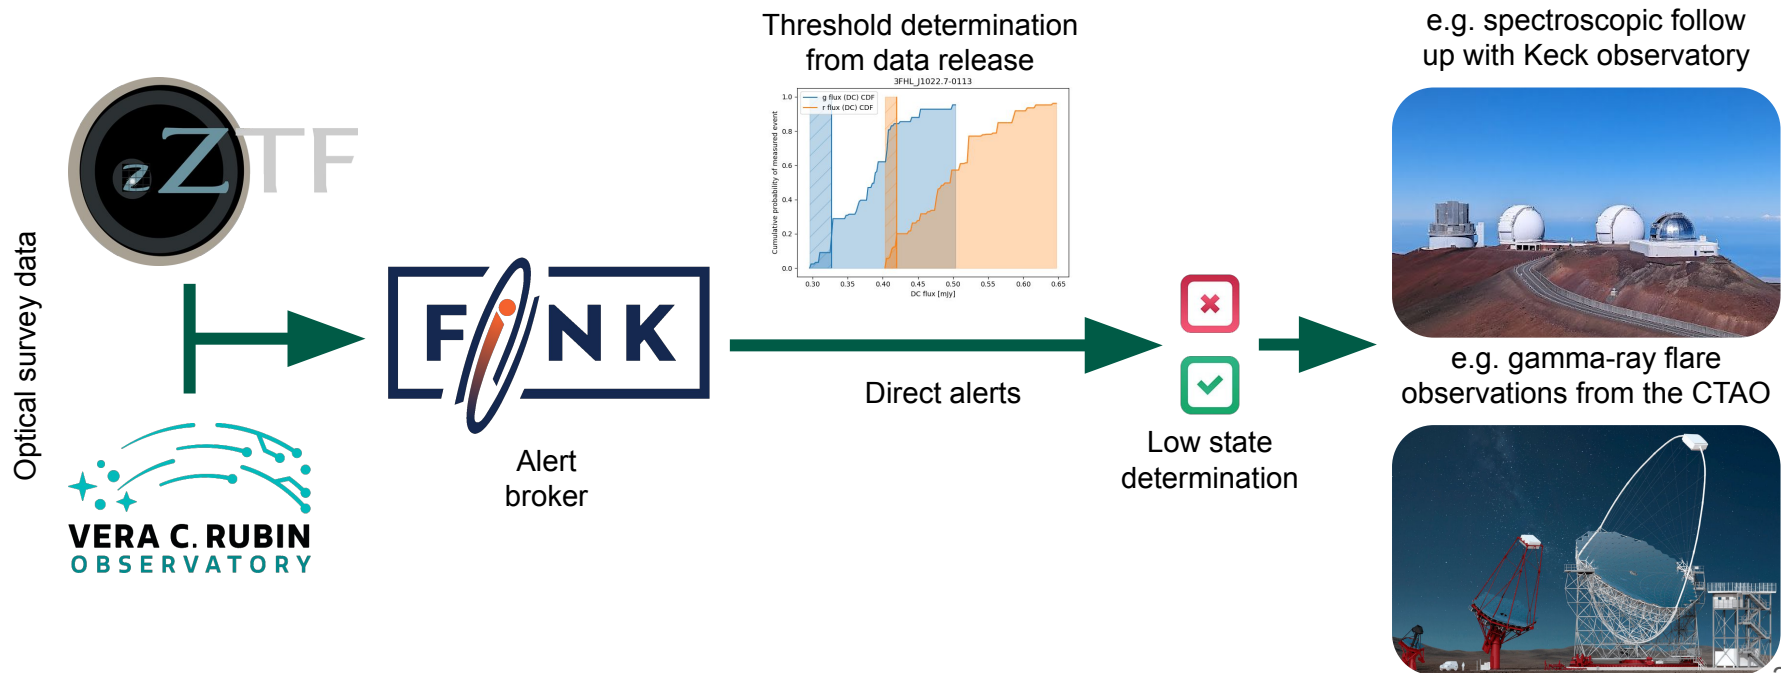 Optical survey data
zZTF
VERA C. RUBIN
OBSERVATORY
FINK
Alert
broker
Threshold determination
from data release
3FHL_J1022.7-0113
g flux (DC) CDF
r flux (DC) CDF
Cumulative probability of measured event
1.0
0.8
0.6
0.4
0.2
0.0
0.30 0.35 0.40 0.45 0.50 0.55 0.60 0.65
DC flux [mJy]
Direct alerts
Low state
determination
e.g. spectroscopic follow
up with Keck observatory
e.g. gamma-ray flare
observations from the CTAO